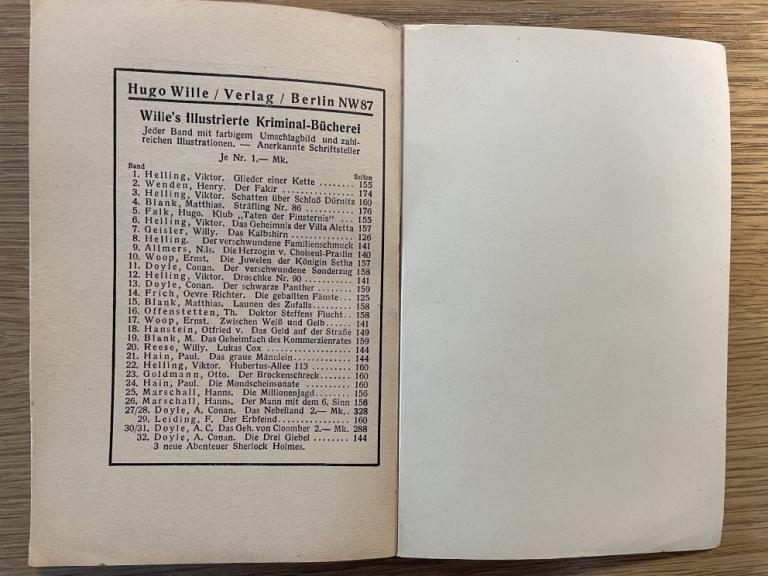 Hugo Wille / Verlag / Berlin NW87
Wille's Illustrierte Kriminal-Bücherei
Jeder Band mit farbigem Umschlagbild und zahl-
reichen Illustrationen. — Anerkannte Schriftsteller
Je Nr. 1.— Mk.
Band Seiten
1. Helling, Viktor. Glieder einer Kette ........ 155
2. Wenden, Henry. Der Fakir ................ 174
3. Helling, Viktor. Schatten über Schloß Dürnitz 160
4. Blank, Matthias. Sträfling Nr. 86 ........... 176
5. Falk, Hugo. Klub „Taten der Finsternis" ... 155
6. Helling, Viktor. Das Geheimnis der Villa Aletta 157
7. Geisler, Willy. Das Kalbshirn .............. 126
8. Helling. Der verschwundene Familienschmuck 141
9. Allmers, Nils. Die Herzogin v. Choiseul-Praslin 140
10. Woop, Ernst. Die Juwelen der Königin Setha 157
11. Doyle, Conan. Der verschwundene Sonderzug 158
12. Helling, Viktor. Droschke Nr. 90 ........... 141
13. Doyle, Conan. Der schwarze Panther ....... 159
14. Frich, Oevre Richter. Die geballten Fäuste... 125
15. Blank, Matthias. Launen des Zufalls........ 158
16. Offenstetten, Th. Doktor Steffens Flucht.. 158
17. Woop, Ernst. Zwischen Weiß und Gelb..... 141
18. Hanstein, Otfried v. Das Geld auf der Straße 149
19. Blank, M. Das Geheimfach des Kommerzienrates 159
20. Reese, Willy. Lukas Cox .................. 144
21. Hain, Paul. Das graue Männlein ........... 144
22. Helling, Viktor. Hubertus-Allee 113 ........ 160
23. Goldmann, Otto. Der Brockenschreck....... 160
24. Hain, Paul. Die Mondscheinsonate ......... 160
25. Marschall, Hanns. Die Millionenjagd....... 156
26. Marschall, Hanns. Der Mann mit dem 6. Sinn 156
27/28. Doyle, A. Conan. Das Nebelland 2.— Mk,. 328
29. Leiding, F. Der Erbfeind.................. 160
30/31. Doyle, A. C. Das Geh. von Cloomber 2.— Mk. 288
32. Doyle, A. Conan. Die Drei Giebel ........ 144
3 neue Abenteuer Sherlock Holmes.